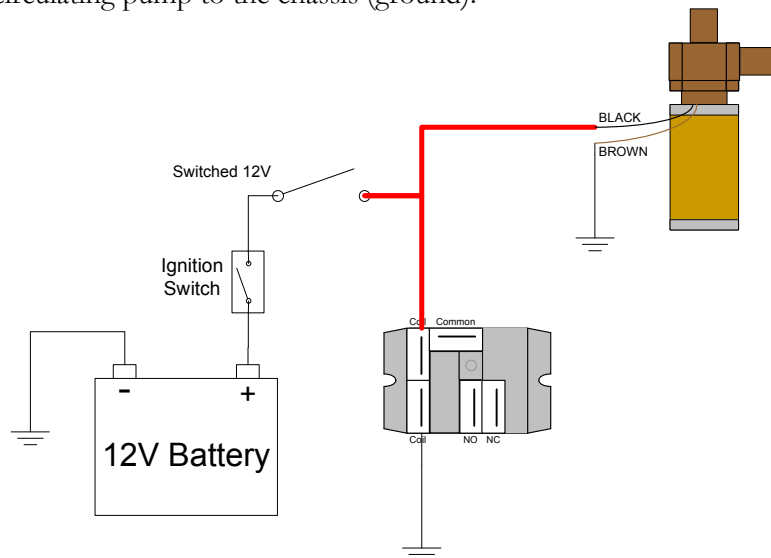 circulating pump to the chassis (ground).
BLACK
BROWN
Switched 12V
Ignition
Switch
Coil Common
- +
12V Battery
Coil NO NC